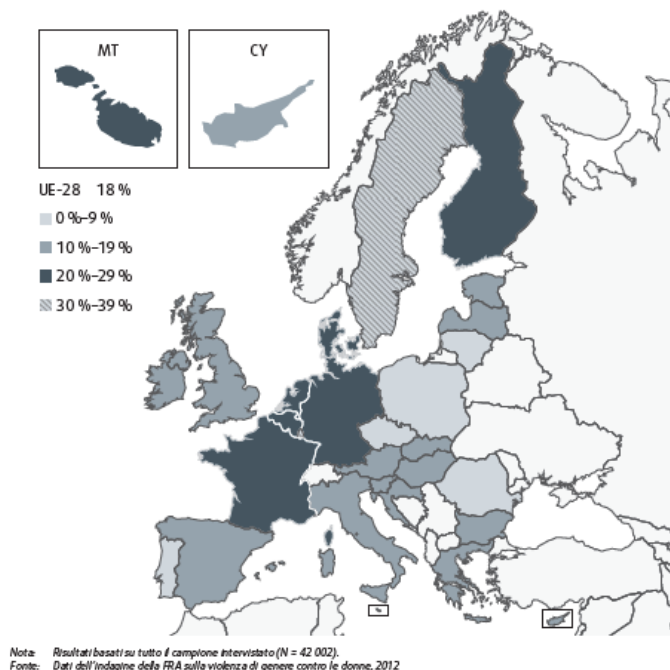 MT CY
UE-28 18 %
0 %–9 %
10 %–19 %
20 %–29 %
30 %–39 %
Nota: Risultati basati su tutto il campione intervistato (N = 42 002).
Fonte: Dati dell'indagine della FRA sulla violenza di genere contro le donne, 2012